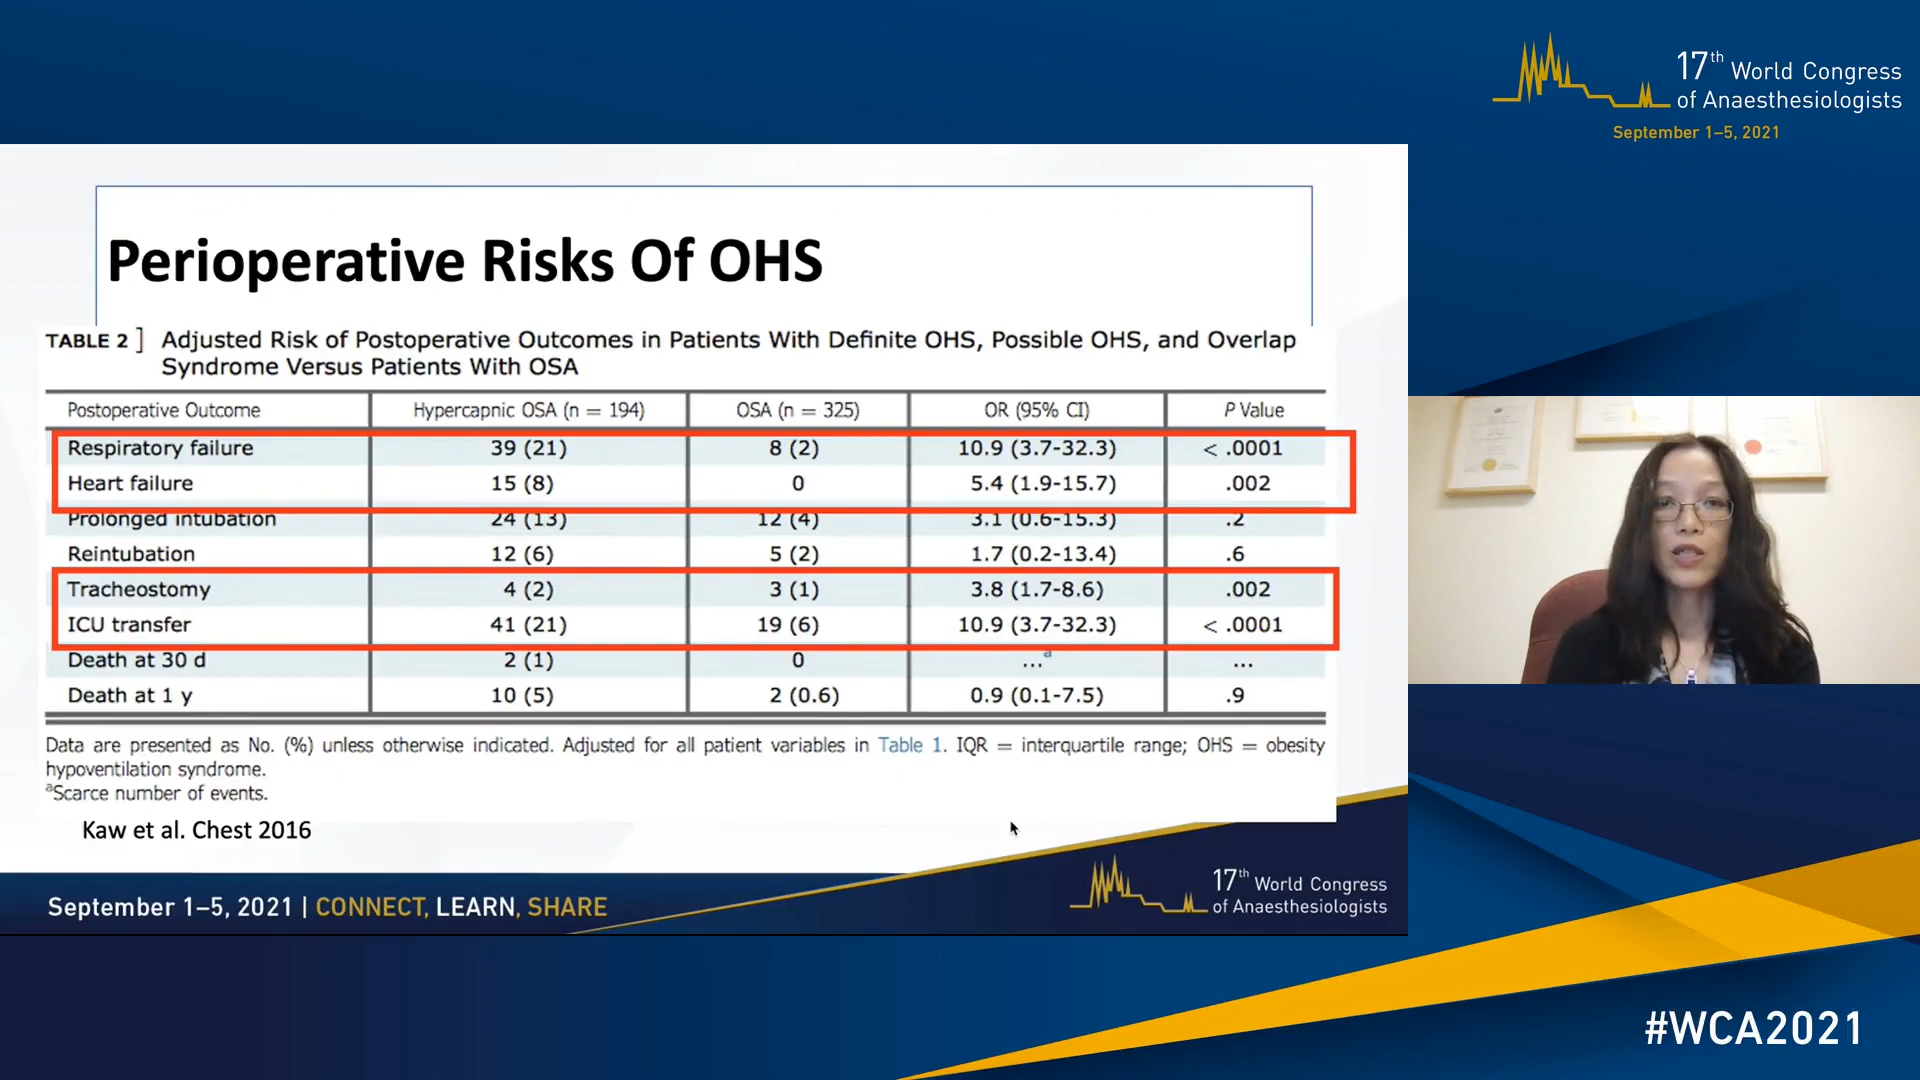 17th World Congress
of Anaesthesiologists
September 1–5, 2021
Perioperative Risks Of OHS
TABLE 2 ] Adjusted Risk of Postoperative Outcomes in Patients With Definite OHS, Possible OHS, and Overlap
Syndrome Versus Patients With OSA
Postoperative Outcome Hypercapnic OSA (n = 194) OSA (n = 325) OR (95% CI) P Value
Respiratory failure 39 (21) 8 (2) 10.9 (3.7-32.3) < .0001
Heart failure 15 (8) 0 5.4 (1.9-15.7) .002
Prolonged intubation 24 (13) 12 (4) 3.1 (0.6-15.3) .2
Reintubation 12 (6) 5 (2) 1.7 (0.2-13.4) .6
Tracheostomy 4 (2) 3 (1) 3.8 (1.7-8.6) .002
ICU transfer 41 (21) 19 (6) 10.9 (3.7-32.3) < .0001
Death at 30 d 2 (1) 0 ...a ...
Death at 1 y 10 (5) 2 (0.6) 0.9 (0.1-7.5) .9
Data are presented as No. (%) unless otherwise indicated. Adjusted for all patient variables in Table 1. IQR = interquartile range; OHS = obesity
hypoventilation syndrome.
aScarce number of events.
Kaw et al. Chest 2016
September 1–5, 2021 | CONNECT, LEARN, SHARE
17th World Congress
of Anaesthesiologists
#WCA2021